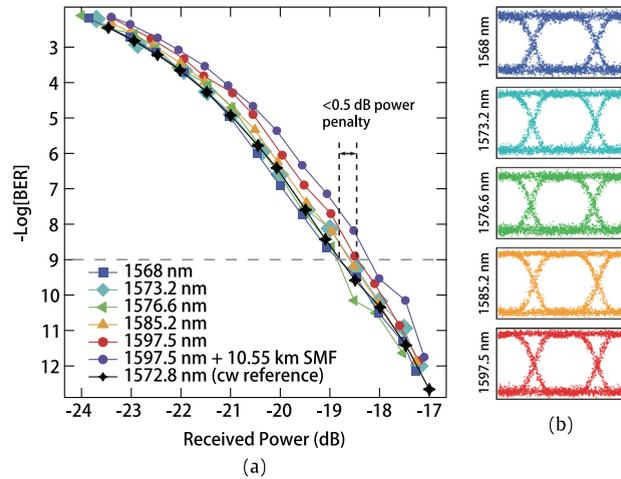 3
4
5
6
7
8
9
10
11
12
-Log[BER]
<0.5 dB power
penalty
1568 nm
1573.2 nm
1576.6 nm
1585.2 nm
1597.5 nm
1597.5 nm + 10.55 km SMF
1572.8 nm (cw reference)
-24 -23 -22 -21 -20 -19 -18 -17
Received Power (dB)
(a)
1568 nm
1573.2 nm
1576.6 nm
1585.2 nm
1597.5 nm
(b)